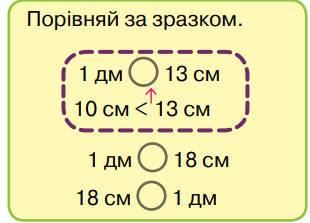 Порівняй за зразком.
1 дм 13 см
10 см < 13 см
1 дм 18 см
18 см 1 дм